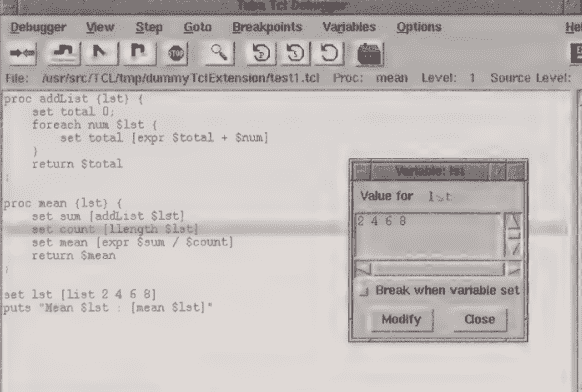 Tuba Tcl Debugger
Debugger View Step Goto Breakpoints Variables Options
STOP
File: /usr/src/TCL/tmp/dummyTclExtension/test1.tcl Proc: mean Level: 1 Source Level:
proc addList {lst} {
set total 0;
foreach num $lst {
set total [expr $total + $num]
}
return $total
}
proc mean {lst} {
set sum [addList $lst]
set count [llength $lst]
set mean [expr $sum / $count]
return $mean
}
set lst [list 2 4 6 8]
puts "Mean $lst : [mean $lst]"
Variable: lst
Value for lst
2 4 6 8
Break when variable set
Modify Close